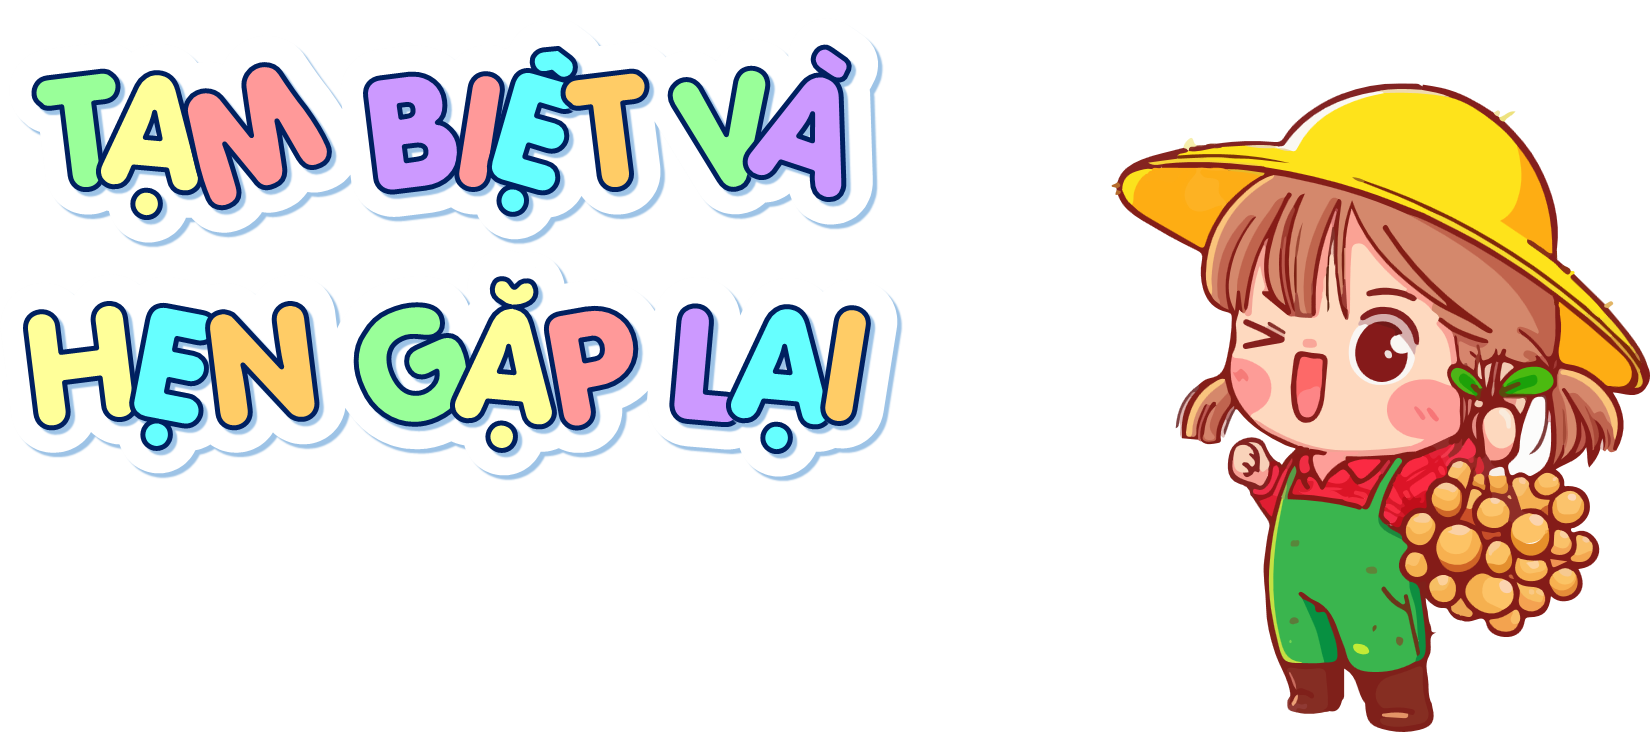 TẠM BIỆT VÀ
HẸN GẶP LẠI